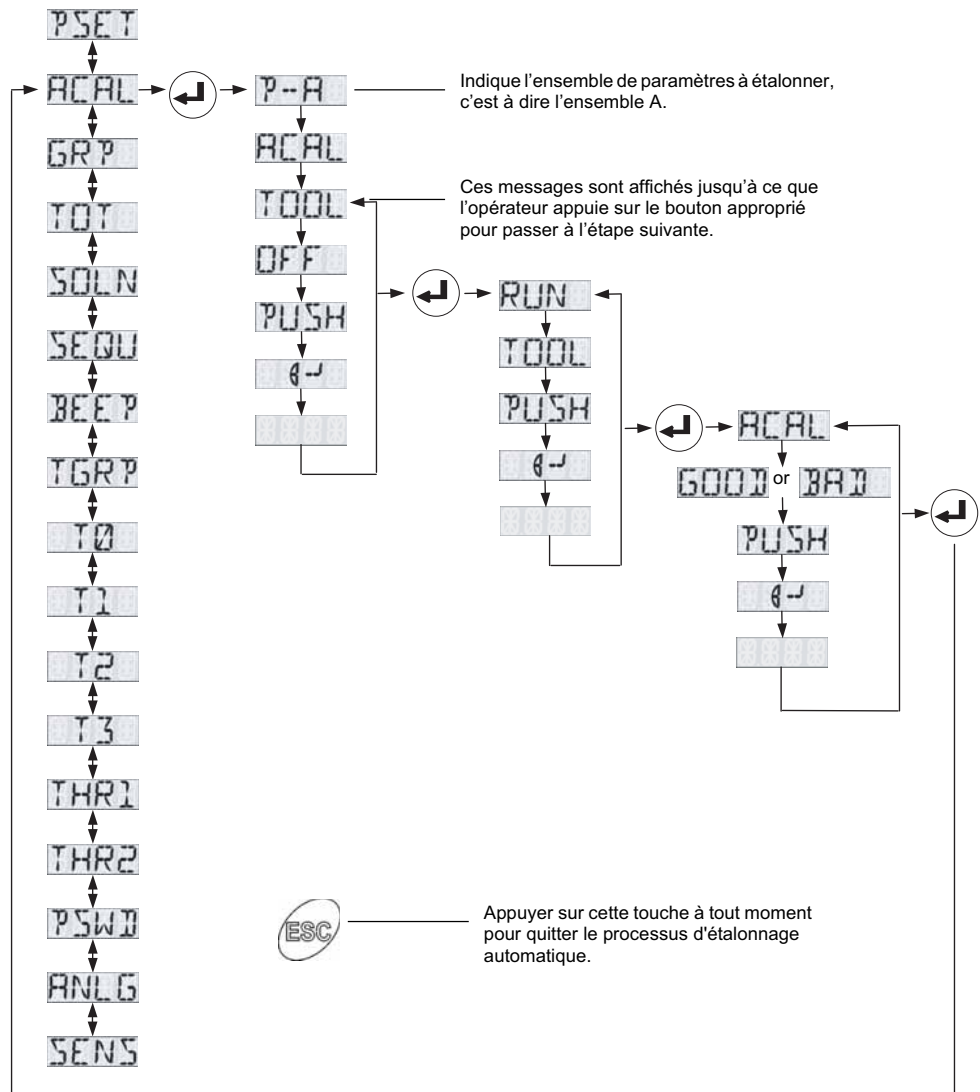 PSET
ACAL
GRP
TOT
SOLN
SEQU
BEEP
TGRP
T0
T1
T2
T3
THR1
THR2
PSWD
ANLG
SENS
P--A
ACAL
TOOL
OFF
PUSH
Indique l'ensemble de paramètres à étalonner,
c'est à dire l'ensemble A.
Ces messages sont affichés jusqu'à ce que
l'opérateur appuie sur le bouton approprié
pour passer à l'étape suivante.
RUN
TOOL
PUSH
ACAL
GOOD or BAD
PUSH
ESC
Appuyer sur cette touche à tout moment
pour quitter le processus d'étalonnage
automatique.